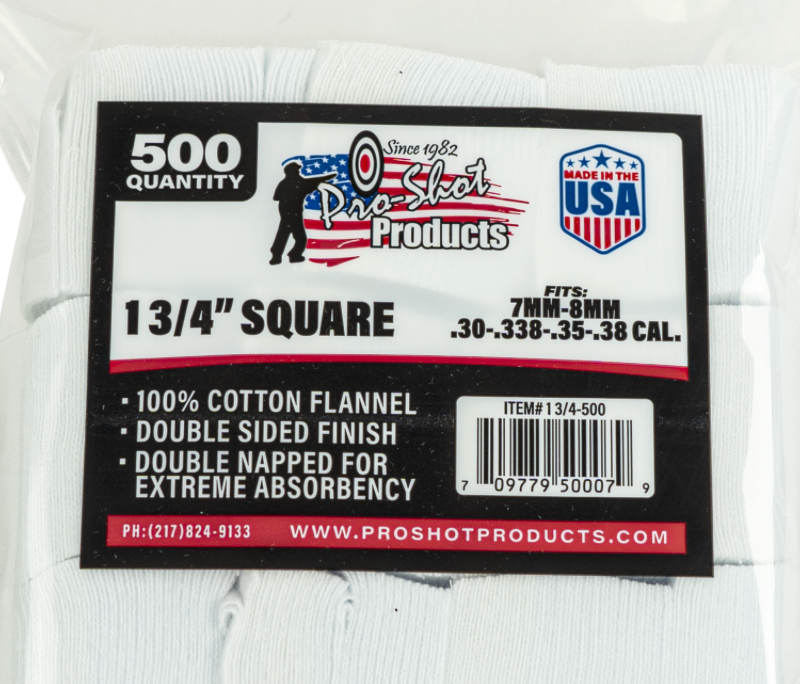 500
QUANTITY
Since 1982
Pro-Shot
Products
MADE IN THE
USA
1 3/4" SQUARE
FITS:
7MM-8MM
.30-.338-.35-.38 CAL.
· 100% COTTON FLANNEL
· DOUBLE SIDED FINISH
· DOUBLE NAPPED FOR
EXTREME ABSORBENCY
ITEM# 1 3/4-500
7 09779 50007 9
PH:(217)824-9133
WWW.PROSHOTPRODUCTS.COM